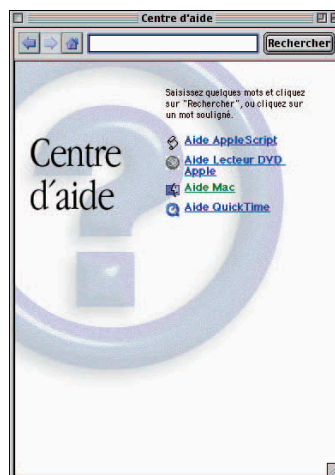 Centre d'aide
Rechercher
Saisissez quelques mots et cliquez
sur "Rechercher", ou cliquez sur
un mot souligné.
Centre
d'aide
Aide AppleScript
Aide Lecteur DVD
Apple
Aide Mac
Aide QuickTime